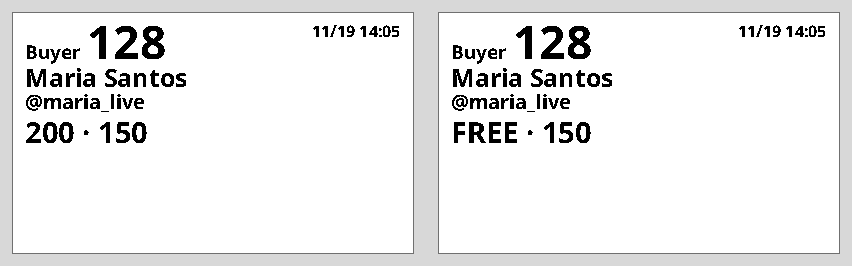 Buyer 128 11/19 14:05
Maria Santos
@maria_live
200 · 150
Buyer 128 11/19 14:05
Maria Santos
@maria_live
FREE · 150